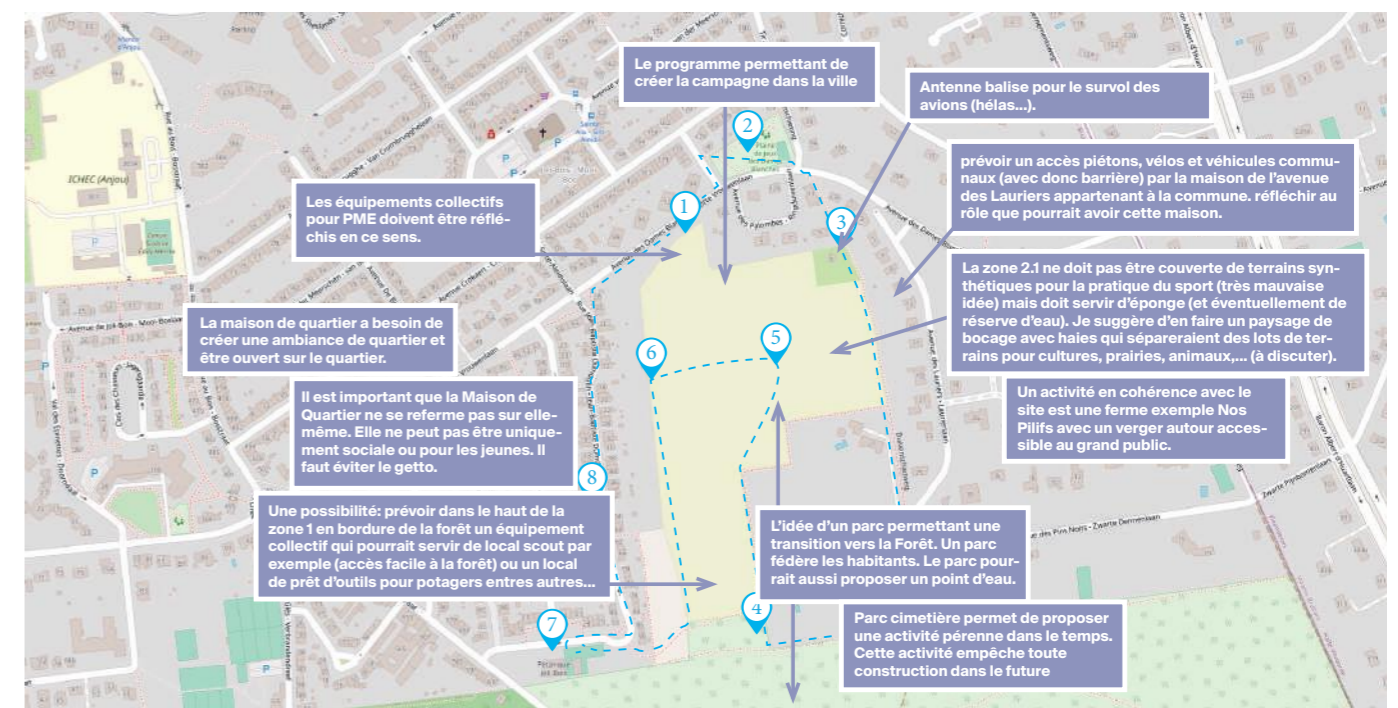 Le programme permettant de
créer la campagne dans la ville
Antenne balise pour le survol des
avions (hélas...).
prévoir un accès piétons, vélos et véhicules commu-
naux (avec donc barrière) par la maison de l'avenue
des Lauriers appartenant à la commune. réfléchir au
rôle que pourrait avoir cette maison.
Les équipements collectifs
pour PME doivent être réflé-
chis en ce sens.
La zone 2.1 ne doit pas être couverte de terrains syn-
thétiques pour la pratique du sport (très mauvaise
idée) mais doit servir d'éponge (et éventuellement de
réserve d'eau). Je suggère d'en faire un paysage de
bocage avec haies qui sépareraient des lots de ter-
rains pour cultures, prairies, animaux,... (à discuter).
La maison de quartier a besoin de
créer une ambiance de quartier et
être ouvert sur le quartier.
Il est important que la Maison de
Quartier ne se referme pas sur elle-
même. Elle ne peut pas être unique-
ment sociale ou pour les jeunes. Il
faut éviter le getto.
Un activité en cohérence avec le
site est une ferme exemple Nos
Pilifs avec un verger autour acces-
sible au grand public.
Une possibilité: prévoir dans le haut de la
zone 1 en bordure de la forêt un équipement
collectif qui pourrait servir de local scout par
exemple (accès facile à la forêt) ou un local
de prêt d'outils pour potagers entres autres...
L'idée d'un parc permettant une
transition vers la Forêt. Un parc
fédère les habitants. Le parc pour-
rait aussi proposer un point d'eau.
Parc cimetière permet de proposer
une activité pérenne dans le temps.
Cette activité empêche toute
construction dans le future
1
2
3
4
5
6
7
8
ICHEC (Anjou)
Avenue des Palombes
Avenue des Lauriers - Laurierenlaan
Zwarte Dennenlaan
Pétanque
Joli-Bois
P
P
P
P
P
P